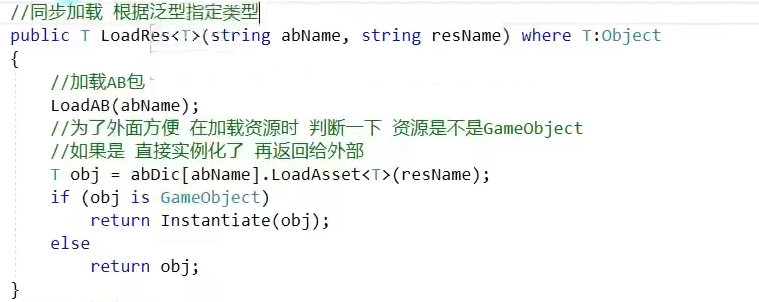 //同步加载 根据泛型指定类型
public T LoadRes<T>(string abName, string resName) where T:Object
{
//加载AB包
LoadAB(abName);
//为了外面方便 在加载资源时 判断一下 资源是不是GameObject
//如果是 直接实例化了 再返回给外部
T obj = abDic[abName].LoadAsset<T>(resName);
if (obj is GameObject)
return Instantiate(obj);
else
return obj;
}